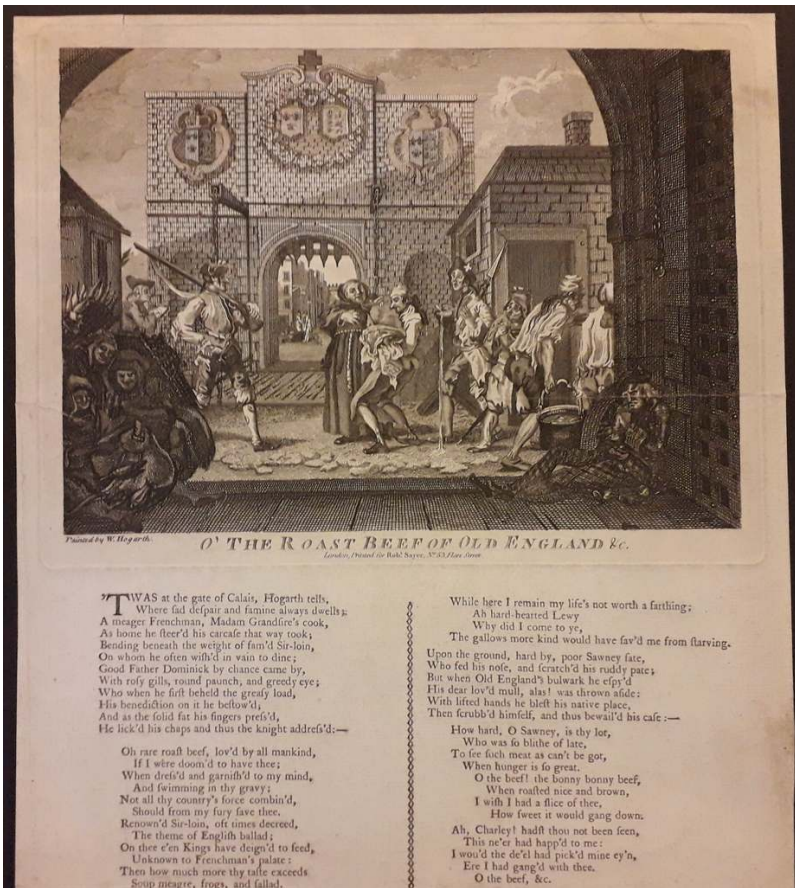 Painted by W. Hogarth.
O' THE ROAST BEEF OF OLD ENGLAND &c.
London, Printed for Robt. Sayer, No. 53, Fleet Street.
'TWAS at the gate of Calais, Hogarth tells,
Where ſad deſpair and famine always dwells;
A meager Frenchman, Madam Grandſire's cook,
As home he ſteer'd his carcaſe that way took;
Bending beneath the weight of fam'd Sir-loin,
On whom he often wiſh'd in vain to dine;
Good Father Dominick by chance came by,
With roſy gills, round paunch, and greedy eye;
Who when he firſt beheld the greaſy load,
His benediction on it he beſtow'd;
And as the ſolid fat his fingers preſs'd,
He lick'd his chaps and thus the knight addreſs'd:—
Oh rare roaſt beef, lov'd by all mankind,
If I were doom'd to have thee;
When dreſs'd and garniſh'd to my mind,
And ſwimming in thy gravy;
Not all thy country's force combin'd,
Should from my fury ſave thee.
Renown'd Sir-loin, oft times decreed,
The theme of Engliſh ballad;
On thee e'en Kings have deign'd to feed,
Unknown to Frenchman's palate:
Then how much more thy taſte exceeds
Soup meagre, frogs, and ſallad.
While here I remain my life's not worth a farthing;
Ah hard-hearted Lewy
Why did I come to ye,
The gallows more kind would have ſav'd me from ſtarving.
Upon the ground, hard by, poor Sawney ſate,
Who fed his noſe, and ſcratch'd his ruddy pate;
But when Old England's bulwark he eſpy'd
His dear lov'd mull, alas! was thrown aſide:
With lifted hands he bleſt his native place,
Then ſcrubb'd himſelf, and thus bewail'd his caſe:—
How hard, O Sawney, is thy lot,
Who was ſo blithe of late,
To ſee ſuch meat as can't be got,
When hunger is ſo great.
O the beef! the bonny bonny beef,
When roaſted nice and brown,
I wiſh I had a ſlice of thee,
How ſweet it would gang down.
Ah, Charley! hadſt thou not been ſeen,
This ne'er had happ'd to me:
I wou'd the de'el had pick'd mine ey'n,
Ere I had gang'd with thee.
O the beef, &c.